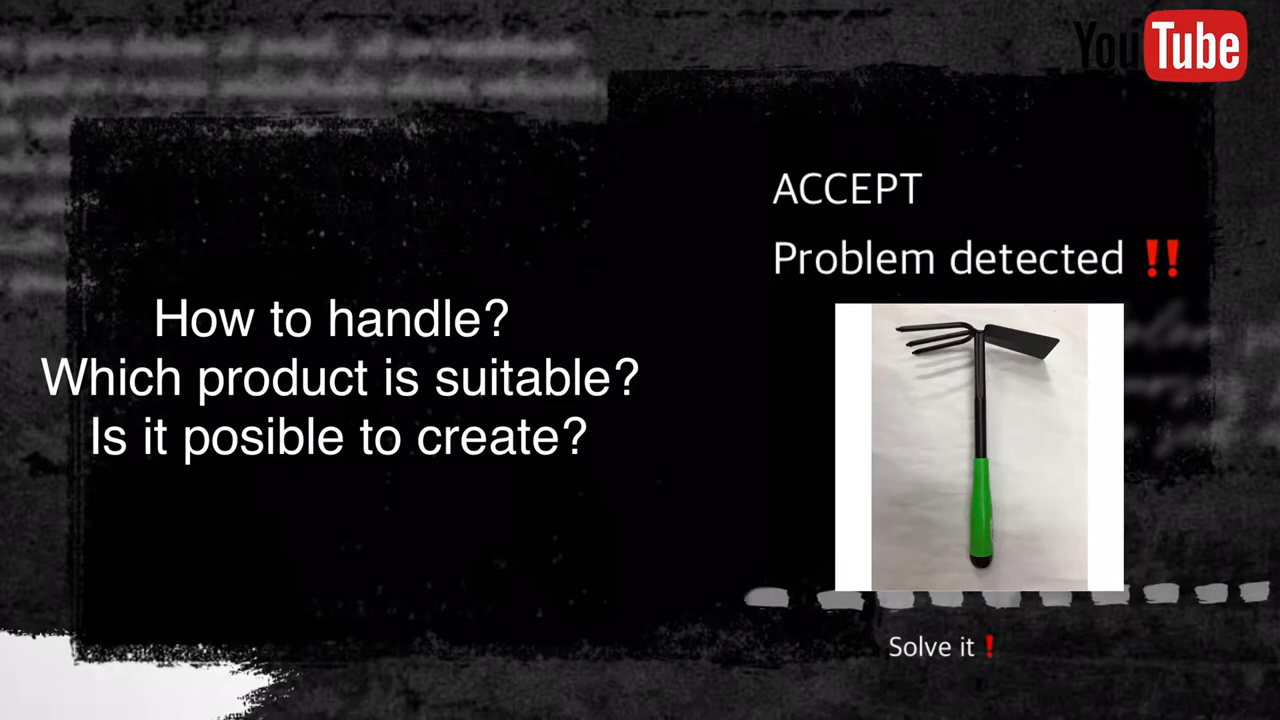 YouTube
ACCEPT
Problem detected ‼️
How to handle?
Which product is suitable?
Is it posible to create?
Solve it ❗